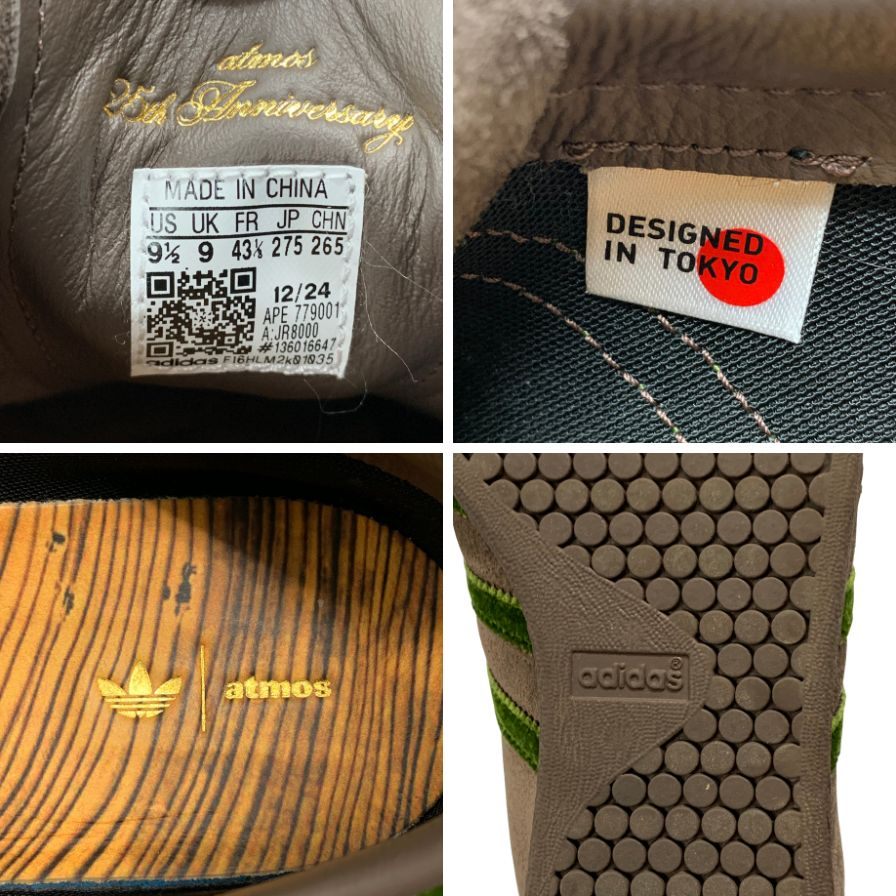 atmos
25th Anniversary
MADE IN CHINA
US UK FR JP CHN
9½ 9 43⅓ 275 265
12/24
APE 779001
A:JR8000
#136016647
adidas F16HLM2k01035
DESIGNED
IN TOKYO
atmos
adidas®